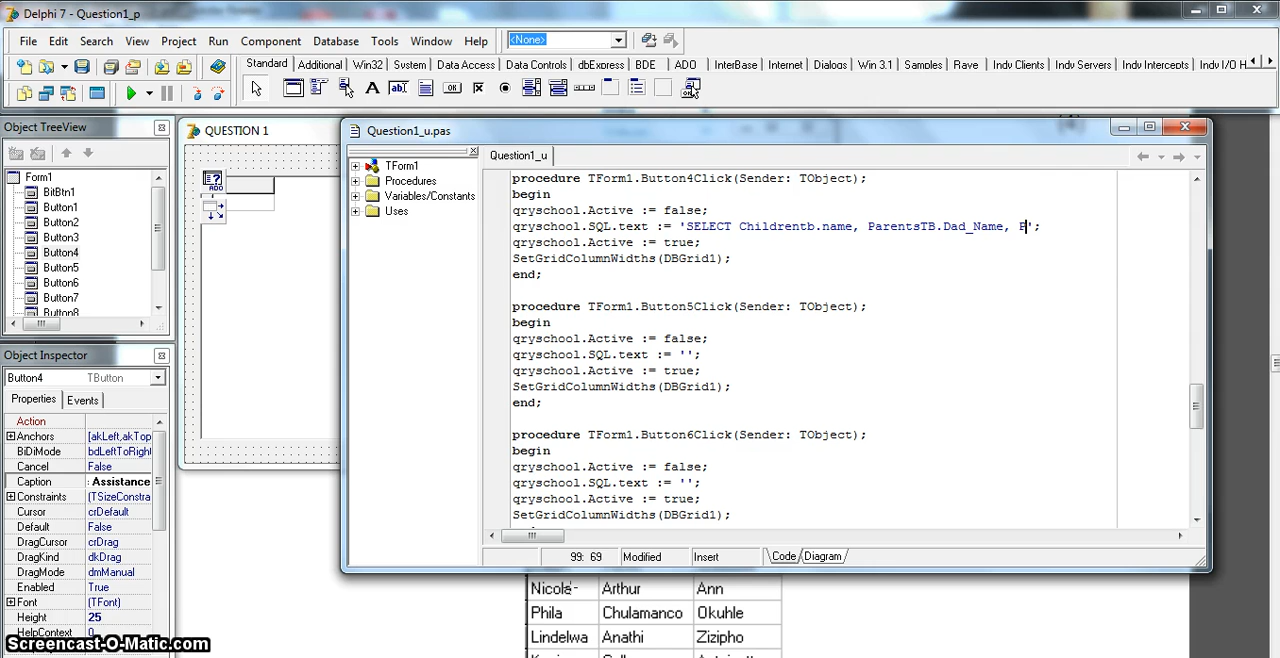 Delphi 7 - Question1_p
File Edit Search View Project Run Component Database Tools Window Help <None>
Standard Additional Win32 System Data Access Data Controls dbExpress BDE ADO InterBase Internet Dialogs Win 3.1 Samples Rave Indy Clients Indy Servers Indy Intercepts Indy I/O H
Object TreeView
Form1
BitBtn1
Button1
Button2
Button3
Button4
Button5
Button6
Button7
Button8
QUESTION 1
ADO
Question1_u.pas
TForm1
Procedures
Variables/Constants
Uses
Question1_u
procedure TForm1.Button4Click(Sender: TObject);
begin
qryschool.Active := false;
qryschool.SQL.text := 'SELECT Childrentb.name, ParentsTB.Dad_Name, P';
qryschool.Active := true;
SetGridColumnWidths(DBGrid1);
end;
procedure TForm1.Button5Click(Sender: TObject);
begin
qryschool.Active := false;
qryschool.SQL.text := '';
qryschool.Active := true;
SetGridColumnWidths(DBGrid1);
end;
procedure TForm1.Button6Click(Sender: TObject);
begin
qryschool.Active := false;
qryschool.SQL.text := '';
qryschool.Active := true;
SetGridColumnWidths(DBGrid1);
99: 69 Modified Insert Code Diagram
Object Inspector
Button4 TButton
Properties Events
Action
Anchors [akLeft,akTop
BiDiMode bdLeftToRight
Cancel False
Caption : Assistance
Constraints (TSizeConstra
Cursor crDefault
Default False
DragCursor crDrag
DragKind dkDrag
DragMode dmManual
Enabled True
Font (TFont)
Height 25
HelpContext 0
Nicole Arthur Ann
Phila Chulamanco Okuhle
Lindelwa Anathi Zizipho
Screencast-O-Matic.com